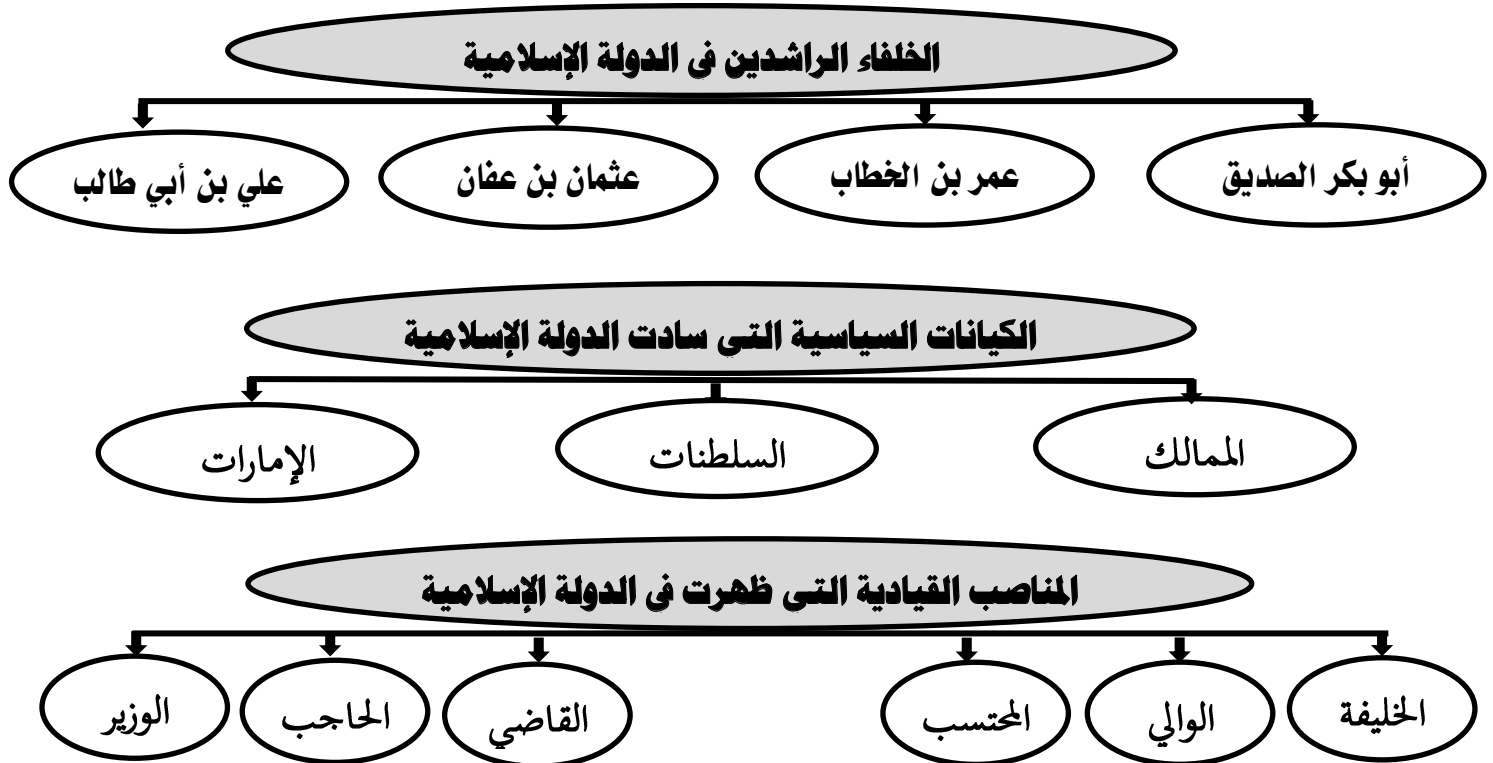 الخلفاء الراشدين فى الدولة الإسلامية
أبو بكر الصديق
عمر بن الخطاب
عثمان بن عفان
علي بن أبي طالب
الكيانات السياسية التى سادت الدولة الإسلامية
الممالك
السلطنات
الإمارات
المناصب القيادية التى ظهرت فى الدولة الإسلامية
الخليفة
الوالي
المحتسب
القاضي
الحاجب
الوزير